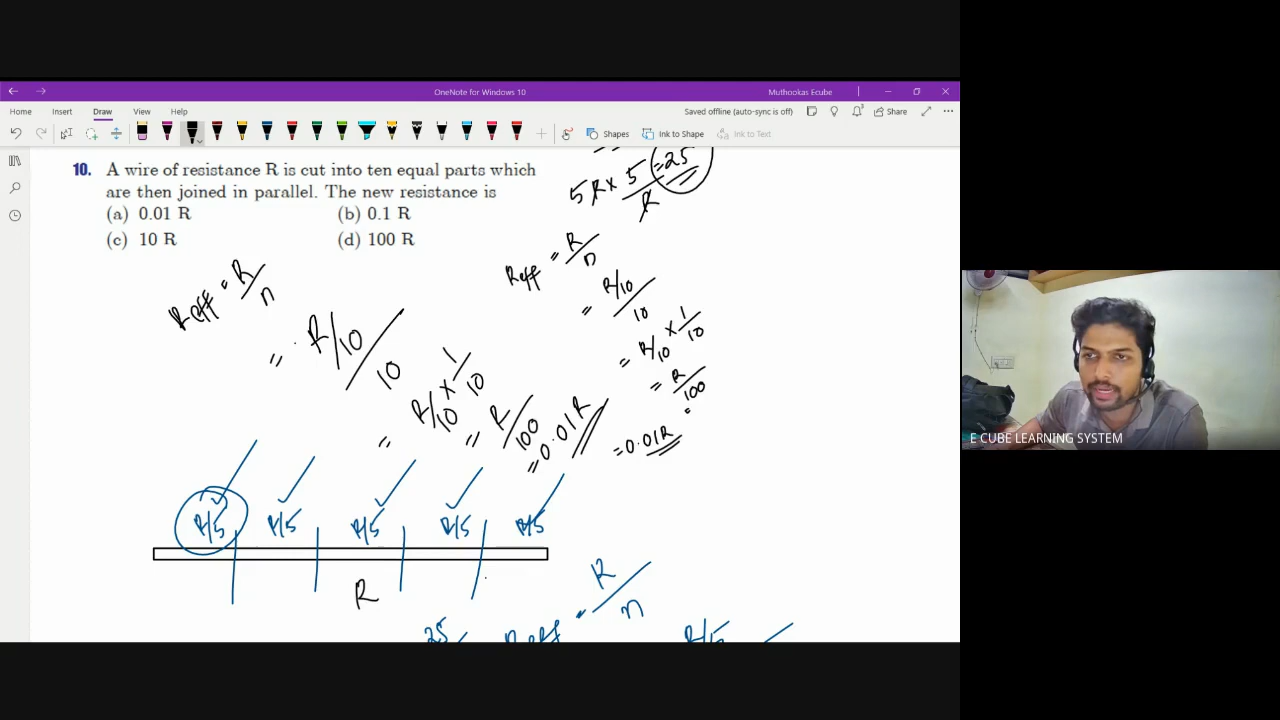 OneNote for Windows 10
Muthookas Ecube
Home Insert Draw View Help
Saved offline (auto-sync is off)
Share
Shapes
Ink to Shape
Ink to Text
10. A wire of resistance R is cut into ten equal parts which
are then joined in parallel. The new resistance is
(a) 0.01 R (b) 0.1 R
(c) 10 R (d) 100 R
5R × 5/R = 25
Reff = R/n
= R/10/10
= R/10 × 1/10
= R/100
= 0.01R
Reff = R/n
= R/10/10
= R/10 × 1/10
= R/100
= 0.01R
R/5 R/5 R/5 R/5 R/5
R
= R/n
25
Reff
R/5
E CUBE LEARNING SYSTEM